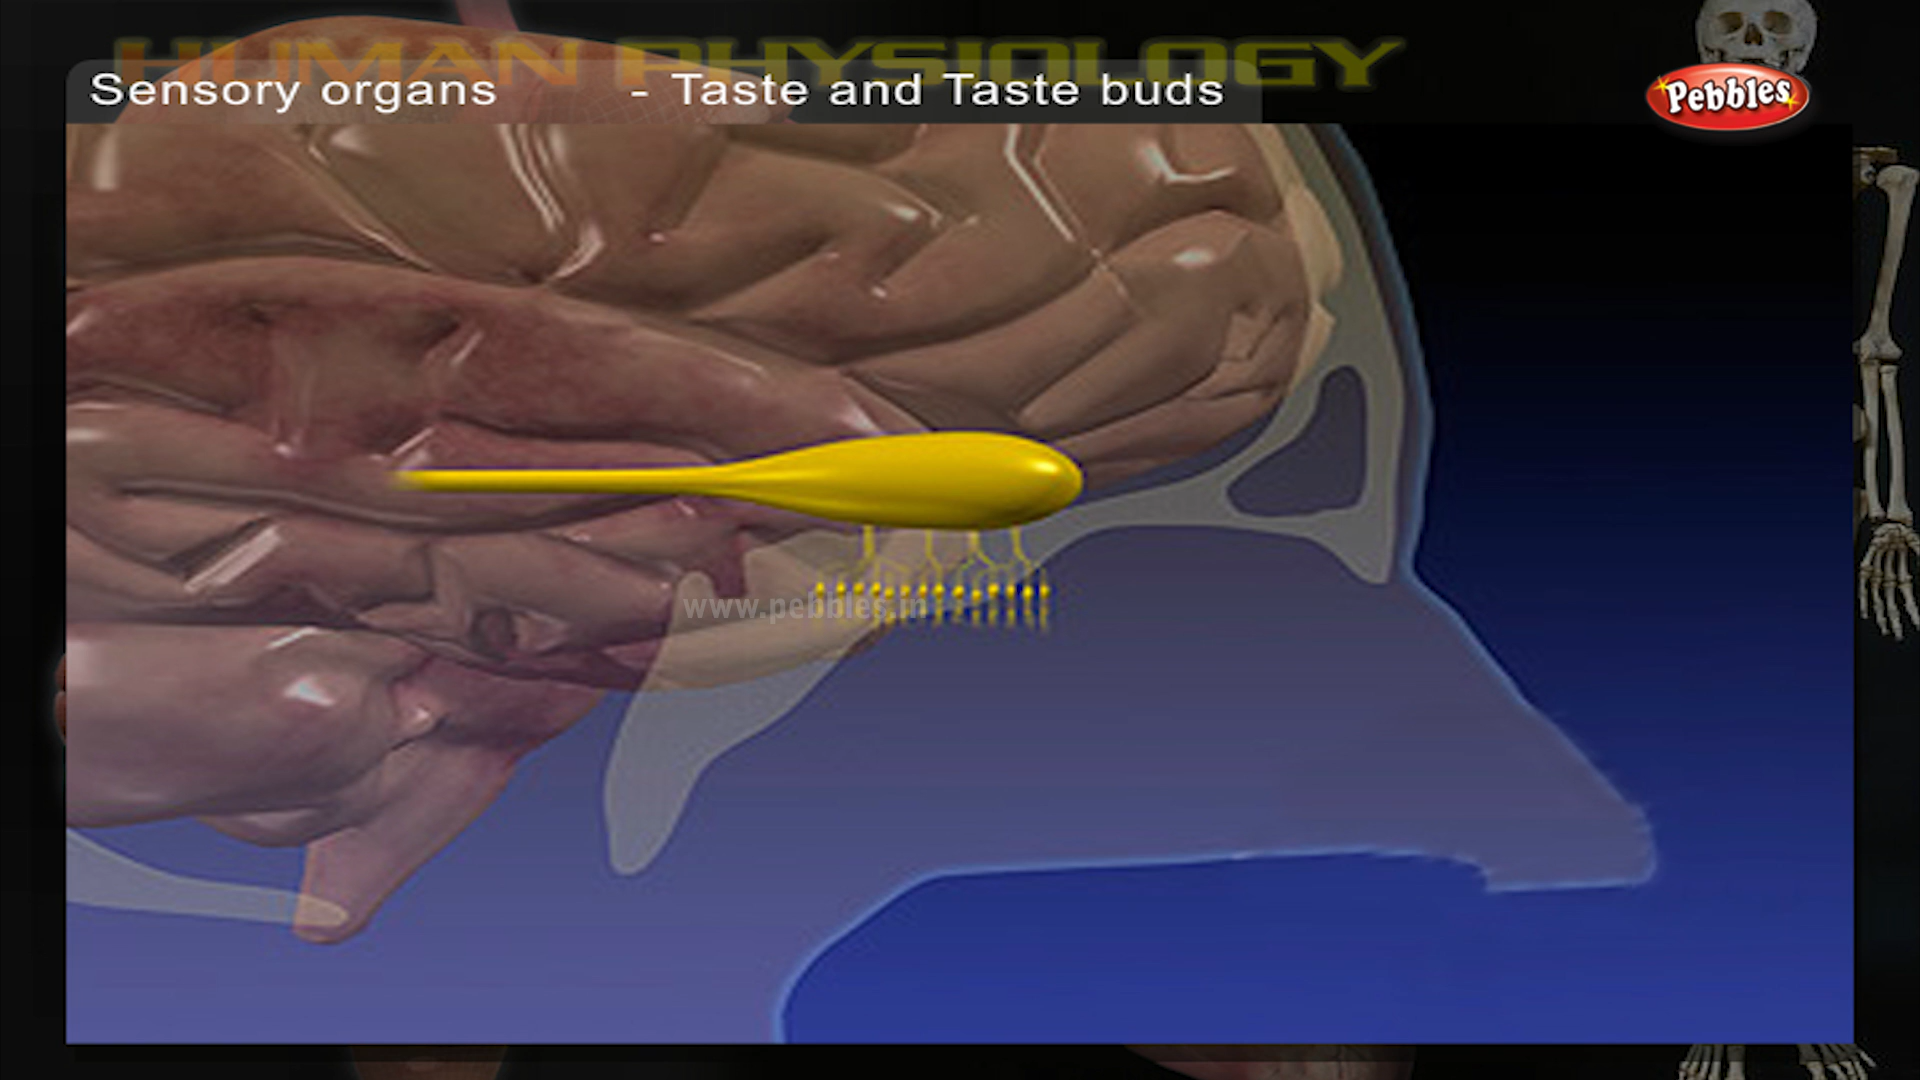 HUMAN PHYSIOLOGY
Sensory organs - Taste and Taste buds
Pebbles
www.pebbles.in